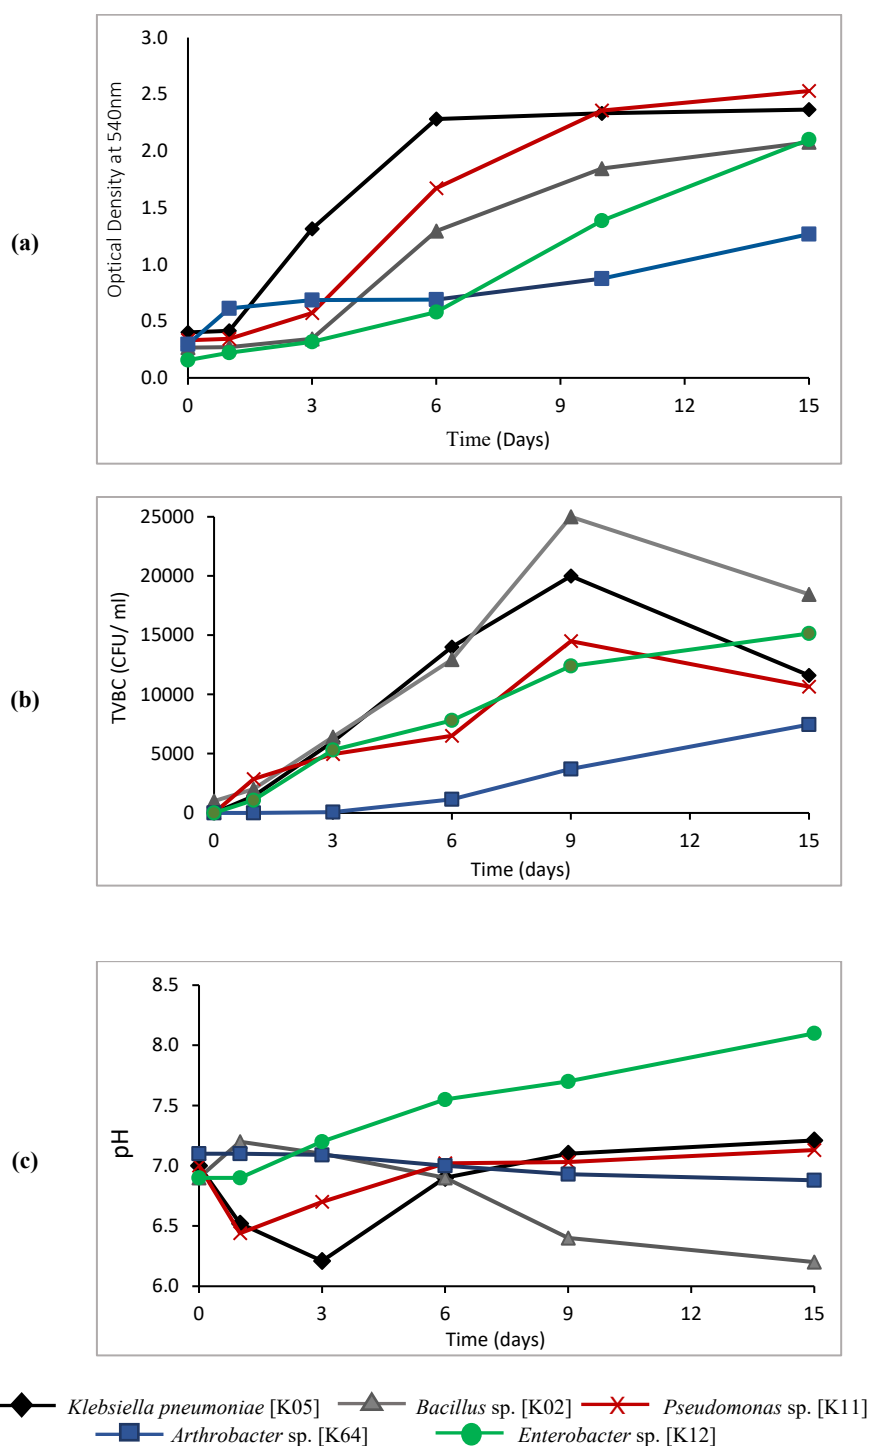 (a)
Optical Density at 540nm
3.0
2.5
2.0
1.5
1.0
0.5
0.0
0 3 6 9 12 15
Time (Days)
(b)
TVBC (CFU/ ml)
25000
20000
15000
10000
5000
0
0 3 6 9 12 15
Time (days)
(c)
pH
8.5
8.0
7.5
7.0
6.5
6.0
0 3 6 9 12 15
Time (days)
Klebsiella pneumoniae [K05] Bacillus sp. [K02] Pseudomonas sp. [K11]
Arthrobacter sp. [K64] Enterobacter sp. [K12]